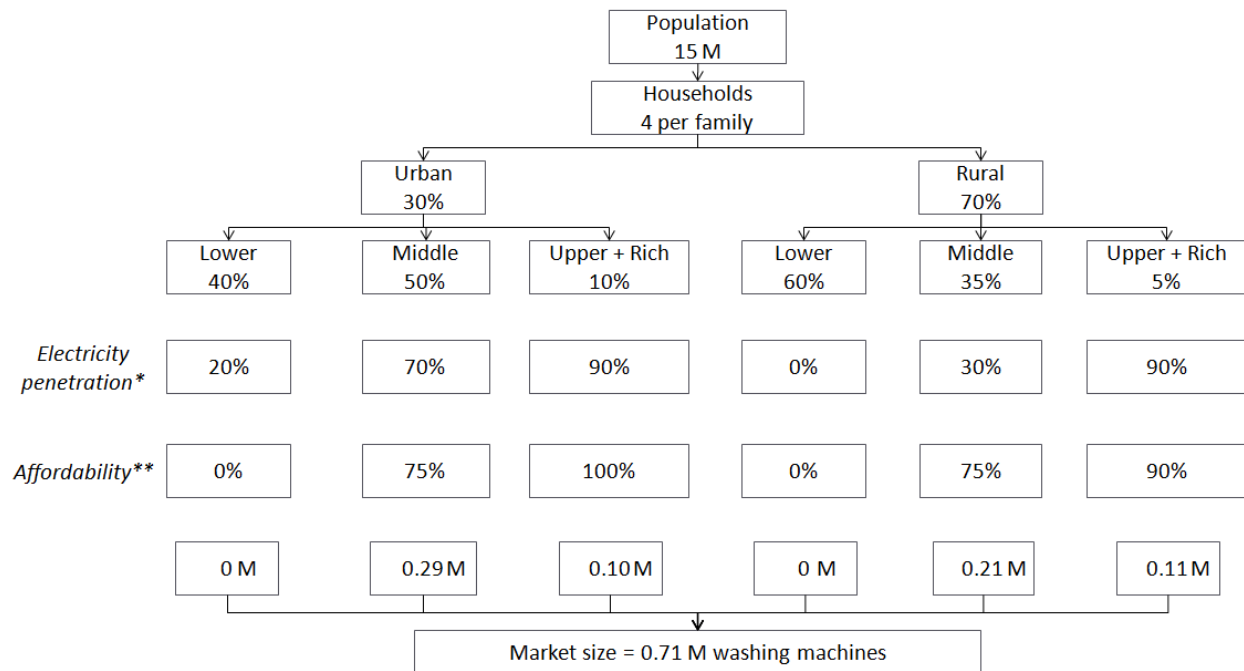 Population
15 M
Households
4 per family
Urban
30%
Rural
70%
Lower
40%
Middle
50%
Upper + Rich
10%
Lower
60%
Middle
35%
Upper + Rich
5%
Electricity
penetration*
20%
70%
90%
0%
30%
90%
Affordability**
0%
75%
100%
0%
75%
90%
0 M
0.29 M
0.10 M
0 M
0.21 M
0.11 M
Market size = 0.71 M washing machines